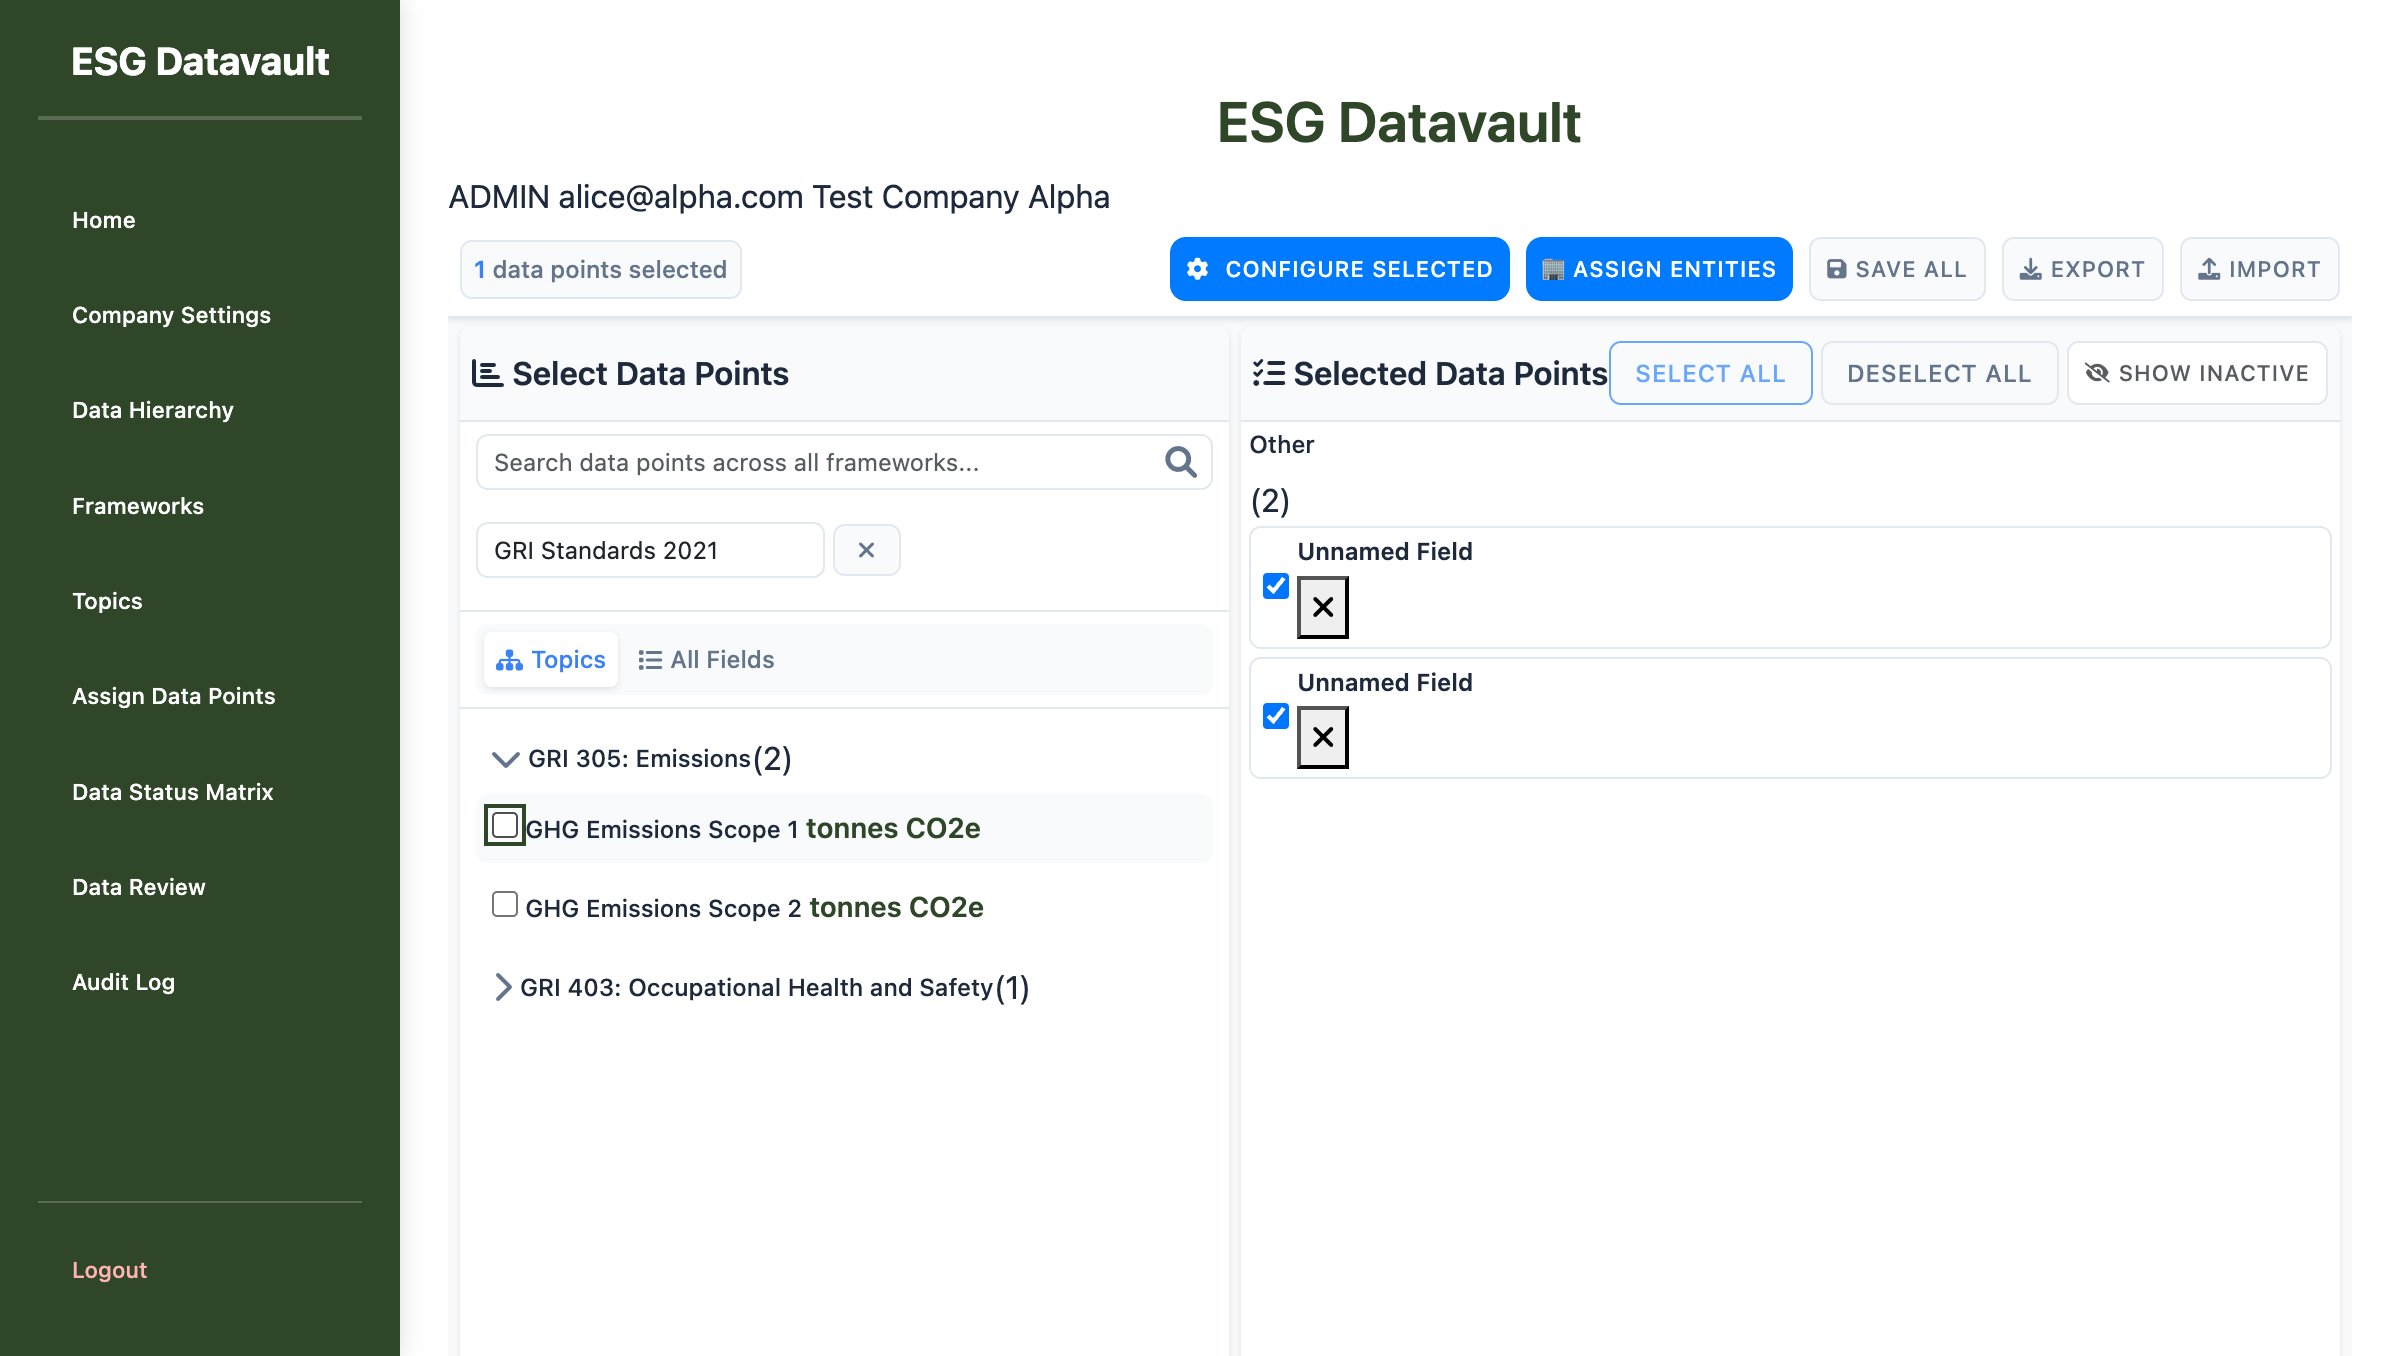 ESG Datavault
Home
Company Settings
Data Hierarchy
Frameworks
Topics
Assign Data Points
Data Status Matrix
Data Review
Audit Log
Logout
ESG Datavault
ADMIN alice@alpha.com Test Company Alpha
1 data points selected
CONFIGURE SELECTED
ASSIGN ENTITIES
SAVE ALL
EXPORT
IMPORT
Select Data Points
Search data points across all frameworks...
GRI Standards 2021
Topics
All Fields
GRI 305: Emissions(2)
GHG Emissions Scope 1 tonnes CO2e
GHG Emissions Scope 2 tonnes CO2e
GRI 403: Occupational Health and Safety(1)
Selected Data Points
SELECT ALL
DESELECT ALL
SHOW INACTIVE
Other
(2)
Unnamed Field
Unnamed Field